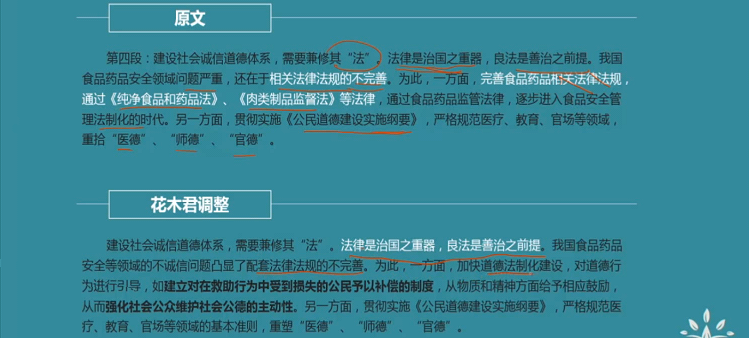 原文
第四段：建设社会诚信道德体系，需要兼修其“法”。法律是治国之重器，良法是善治之前提。我国
食品药品安全领域问题严重，还在于相关法律法规的不完善。为此，一方面，完善食品药品相关法律法规，
通过《纯净食品和药品法》、《肉类制品监督法》等法律，通过食品药品监管法律，逐步进入食品安全管
理法制化的时代。另一方面，贯彻实施《公民道德建设实施纲要》，严格规范医疗、教育、官场等领域，
重拾“医德”、“师德”、“官德”。
花木君调整
建设社会诚信道德体系，需要兼修其“法”。法律是治国之重器，良法是善治之前提。我国食品药品
安全等领域的不诚信问题凸显了配套法律法规的不完善。为此，一方面，加快道德法制化建设，对道德行
为进行引导，如建立对在救助行为中受到损失的公民予以补偿的制度，从物质和精神方面给予相应鼓励，
从而强化社会公众维护社会公德的主动性。另一方面，贯彻实施《公民道德建设实施纲要》，严格规范医
疗、教育、官场等领域的基本准则，重塑“医德”、“师德”、“官德”。